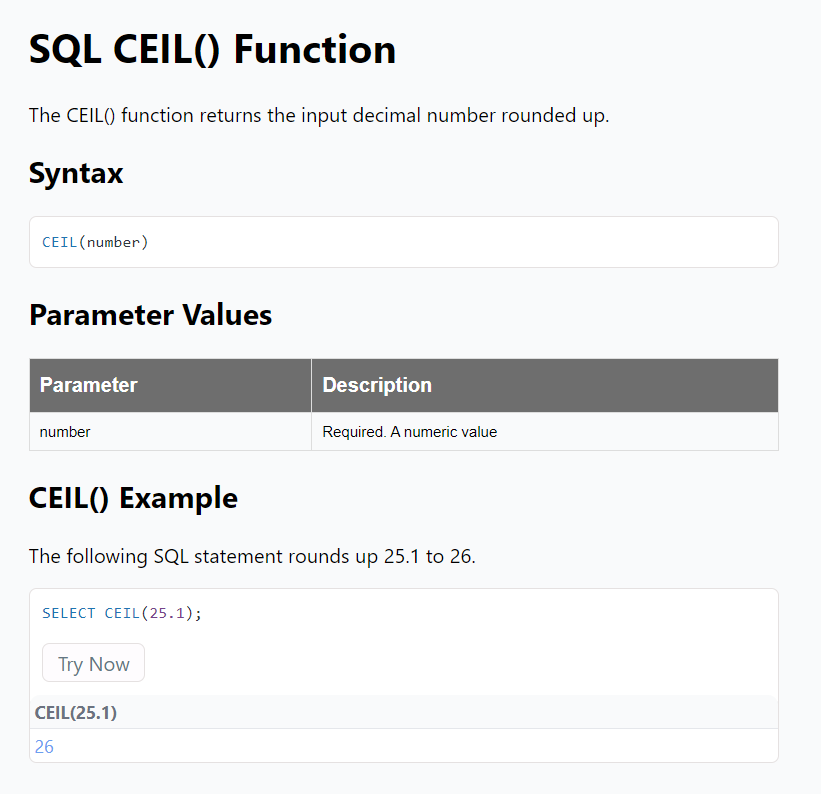 SQL CEIL() Function
The CEIL() function returns the input decimal number rounded up.
Syntax
CEIL(number)
Parameter Values
Parameter Description
number Required. A numeric value
CEIL() Example
The following SQL statement rounds up 25.1 to 26.
SELECT CEIL(25.1);
Try Now
CEIL(25.1)
26